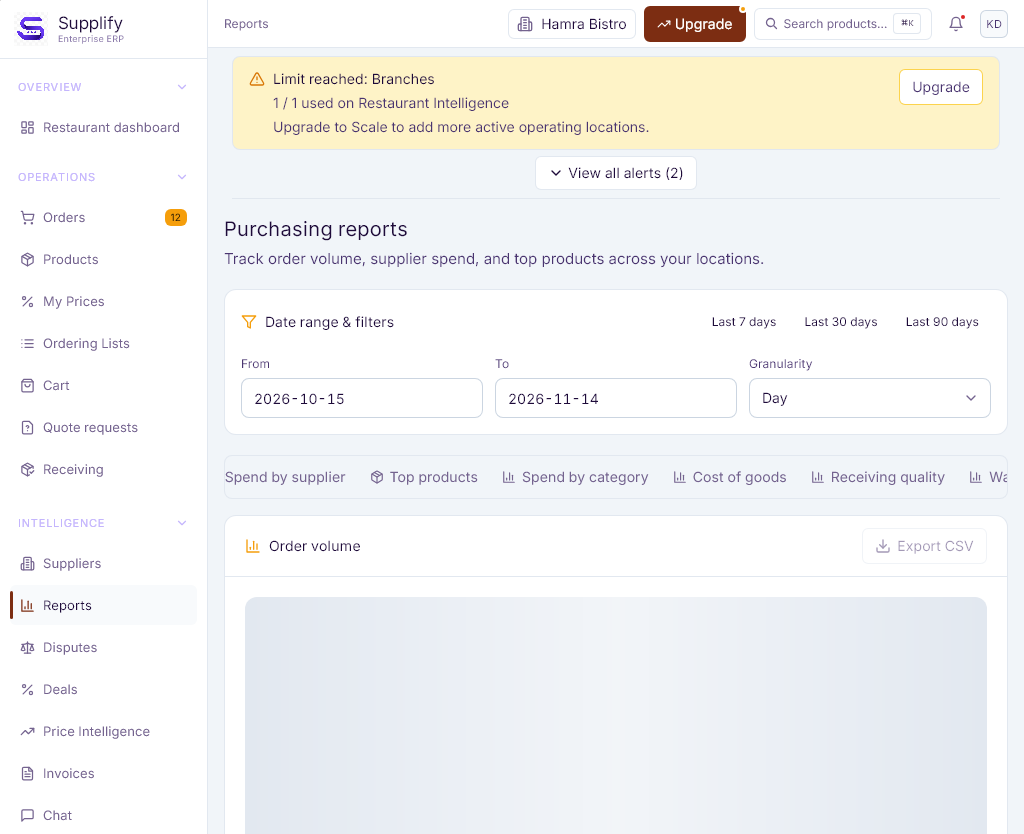 Supplify
Enterprise ERP
OVERVIEW
Restaurant dashboard
OPERATIONS
Orders 12
Products
My Prices
Ordering Lists
Cart
Quote requests
Receiving
INTELLIGENCE
Suppliers
Reports
Disputes
Deals
Price Intelligence
Invoices
Chat
Reports
Hamra Bistro
Upgrade
Search products... ⌘K
KD
Limit reached: Branches
1 / 1 used on Restaurant Intelligence
Upgrade to Scale to add more active operating locations.
Upgrade
View all alerts (2)
Purchasing reports
Track order volume, supplier spend, and top products across your locations.
Date range & filters
Last 7 days Last 30 days Last 90 days
From To Granularity
2026-10-15 2026-11-14 Day
Spend by supplier Top products Spend by category Cost of goods Receiving quality
Order volume
Export CSV